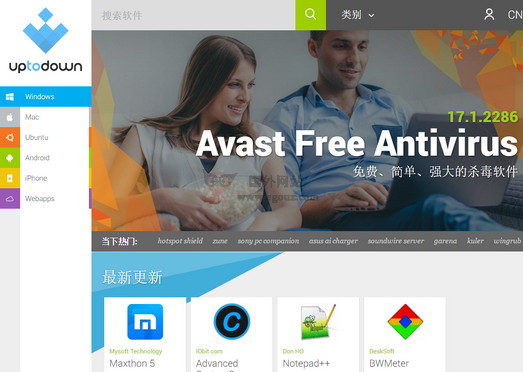 搜索软件
类别
CN
uptodown
Windows
Mac
Ubuntu
Android
iPhone
Webapps
17.1.2286
Avast Free Antivirus
免费、简单、强大的杀毒软件
当下热门:
hotspot shield zune sony pc companion asus ai charger soundwire server garena kuler wingrub
最新更新
Mysoft Technology
Maxthon 5
IObit.com
Advanced
Don HO
Notepad++
DeskSoft
BWMeter